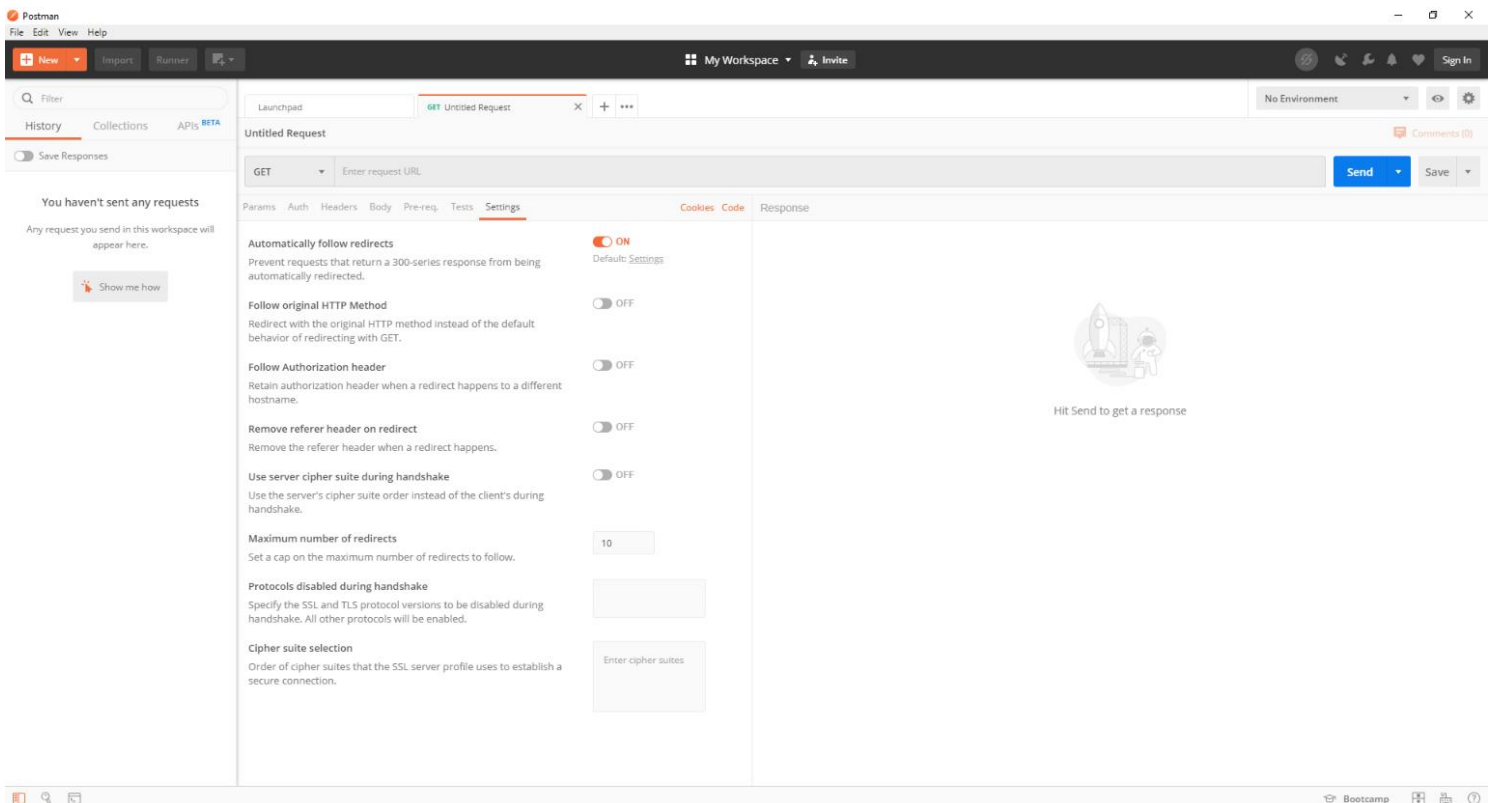 Postman
File Edit View Help
New Import Runner My Workspace Invite Sign In
Filter
History Collections APIs BETA
Save Responses
You haven't sent any requests
Any request you send in this workspace will
appear here.
Show me how
Launchpad GET Untitled Request No Environment
Untitled Request Comments (0)
GET Enter request URL Send Save
Params Auth Headers Body Pre-req. Tests Settings Cookies Code Response
Automatically follow redirects ON
Prevent requests that return a 300-series response from being Default: Settings
automatically redirected.
Follow original HTTP Method OFF
Redirect with the original HTTP method instead of the default
behavior of redirecting with GET.
Follow Authorization header OFF
Retain authorization header when a redirect happens to a different
hostname.
Remove referer header on redirect OFF
Remove the referer header when a redirect happens.
Use server cipher suite during handshake OFF
Use the server's cipher suite order instead of the client's during
handshake.
Maximum number of redirects 10
Set a cap on the maximum number of redirects to follow.
Protocols disabled during handshake
Specify the SSL and TLS protocol versions to be disabled during
handshake. All other protocols will be enabled.
Cipher suite selection Enter cipher suites
Order of cipher suites that the SSL server profile uses to establish a
secure connection.
Hit Send to get a response
Bootcamp